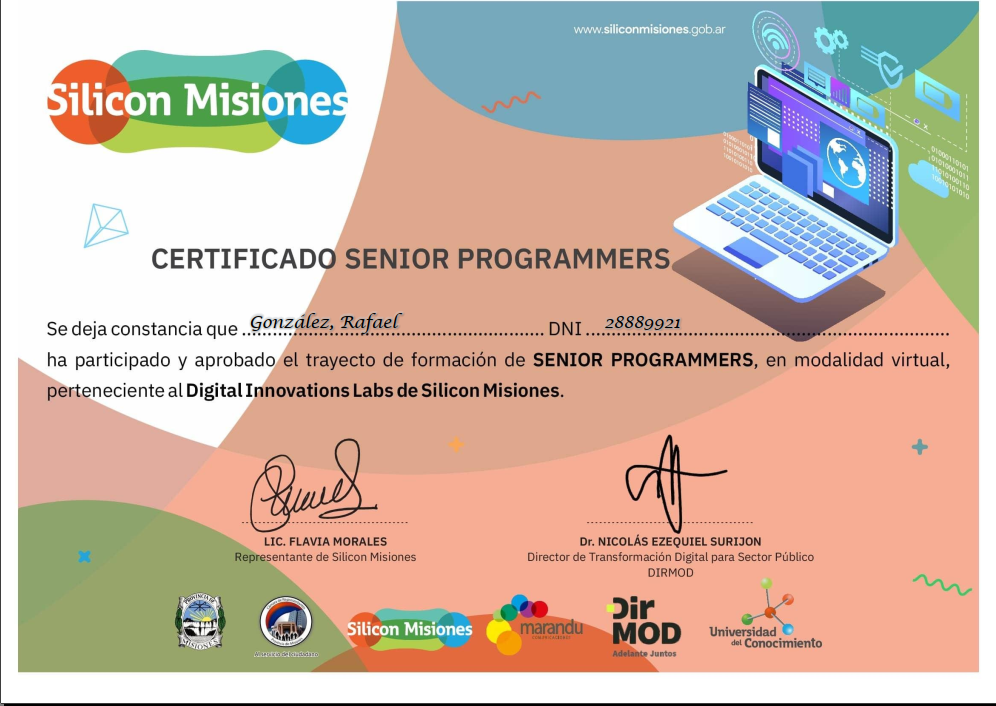 www.siliconmisiones.gob.ar
Silicon Misiones
CERTIFICADO SENIOR PROGRAMMERS
Se deja constancia que González, Rafael DNI 28889921
ha participado y aprobado el trayecto de formación de SENIOR PROGRAMMERS, en modalidad virtual,
perteneciente al Digital Innovations Labs de Silicon Misiones.
LIC. FLAVIA MORALES
Representante de Silicon Misiones
Dr. NICOLÁS EZEQUIEL SURIJON
Director de Transformación Digital para Sector Público
DIRMOD
PROVINCIA DE
MISIONES
Silicon Misiones
marandu
COMUNICACIONES
Dir
MOD
Adelante Juntos
Universidad
del Conocimiento